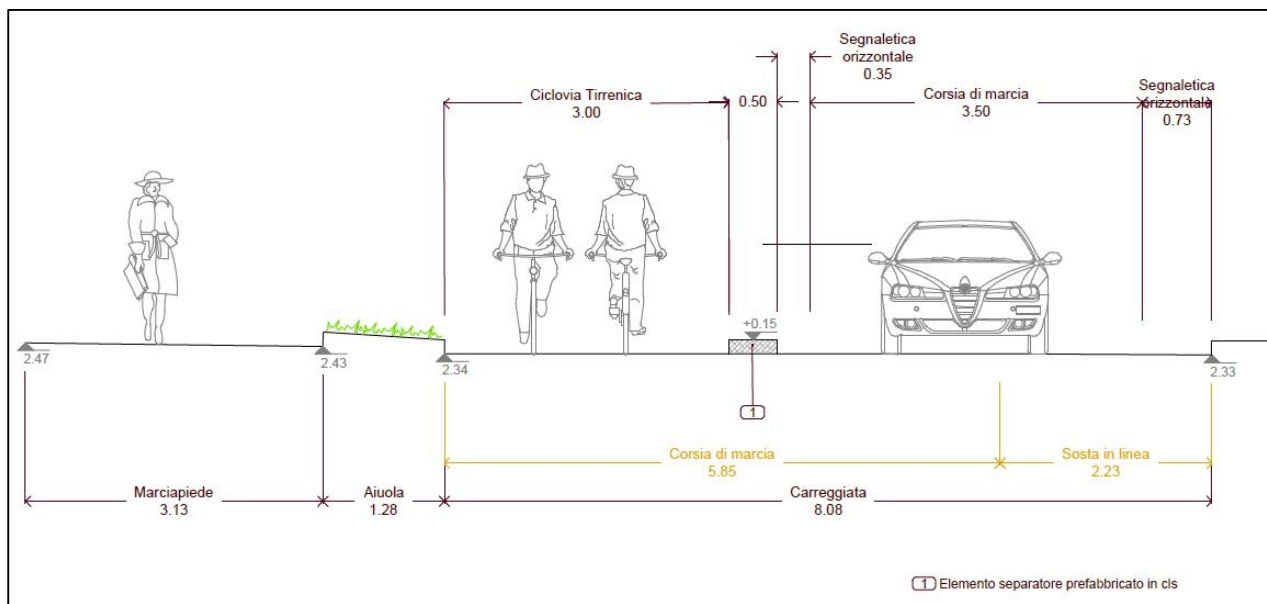 Segnaletica
orizzontale
0.35
Ciclovia Tirrenica
3.00
0.50
Corsia di marcia
3.50
Segnaletica
orizzontale
0.73
+0.15
2.47
2.43
2.34
2.33
1
Corsia di marcia
5.85
Sosta in linea
2.23
Marciapiede
3.13
Aiuola
1.28
Carreggiata
8.08
1 Elemento separatore prefabbricato in cls